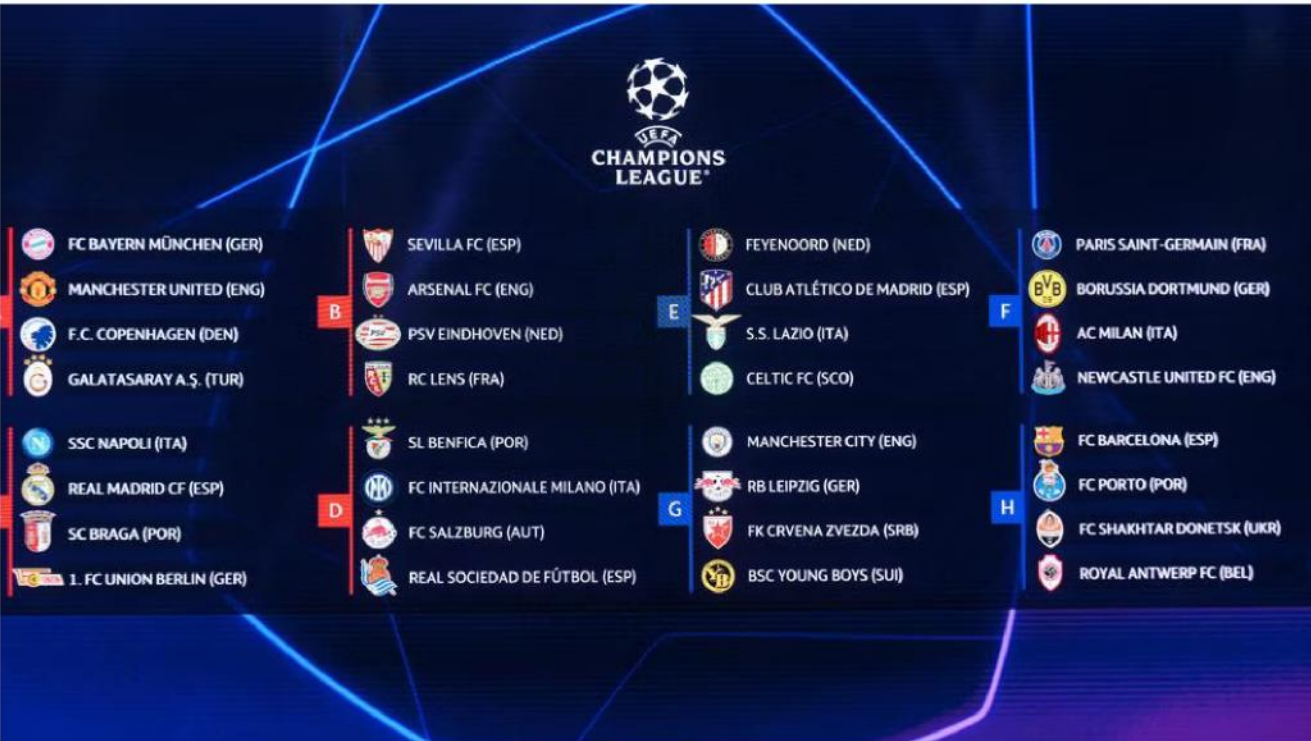 UEFA
CHAMPIONS
LEAGUE®
FC BAYERN MÜNCHEN (GER)
MANCHESTER UNITED (ENG)
F.C. COPENHAGEN (DEN)
GALATASARAY A.Ş. (TUR)
B
SEVILLA FC (ESP)
ARSENAL FC (ENG)
PSV EINDHOVEN (NED)
RC LENS (FRA)
E
FEYENOORD (NED)
CLUB ATLÉTICO DE MADRID (ESP)
S.S. LAZIO (ITA)
CELTIC FC (SCO)
F
PARIS SAINT-GERMAIN (FRA)
BORUSSIA DORTMUND (GER)
AC MILAN (ITA)
NEWCASTLE UNITED FC (ENG)
SSC NAPOLI (ITA)
REAL MADRID CF (ESP)
SC BRAGA (POR)
1. FC UNION BERLIN (GER)
D
SL BENFICA (POR)
FC INTERNAZIONALE MILANO (ITA)
FC SALZBURG (AUT)
REAL SOCIEDAD DE FÚTBOL (ESP)
G
MANCHESTER CITY (ENG)
RB LEIPZIG (GER)
FK CRVENA ZVEZDA (SRB)
BSC YOUNG BOYS (SUI)
H
FC BARCELONA (ESP)
FC PORTO (POR)
FC SHAKHTAR DONETSK (UKR)
ROYAL ANTWERP FC (BEL)